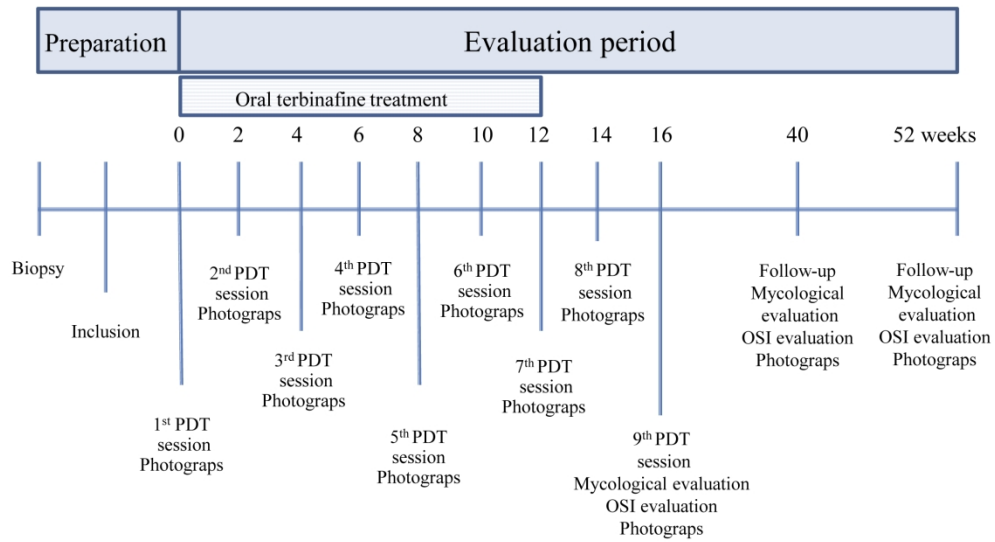 Preparation
Evaluation period
Oral terbinafine treatment
0 2 4 6 8 10 12 14 16 40 52 weeks
Biopsy
Inclusion
1st PDT
session
Photograps
2nd PDT
session
Photograps
3rd PDT
session
Photograps
4th PDT
session
Photograps
5th PDT
session
Photograps
6th PDT
session
Photograps
7th PDT
session
Photograps
8th PDT
session
Photograps
9th PDT
session
Mycological evaluation
OSI evaluation
Photograps
Follow-up
Mycological
evaluation
OSI evaluation
Photograps
Follow-up
Mycological
evaluation
OSI evaluation
Photograps